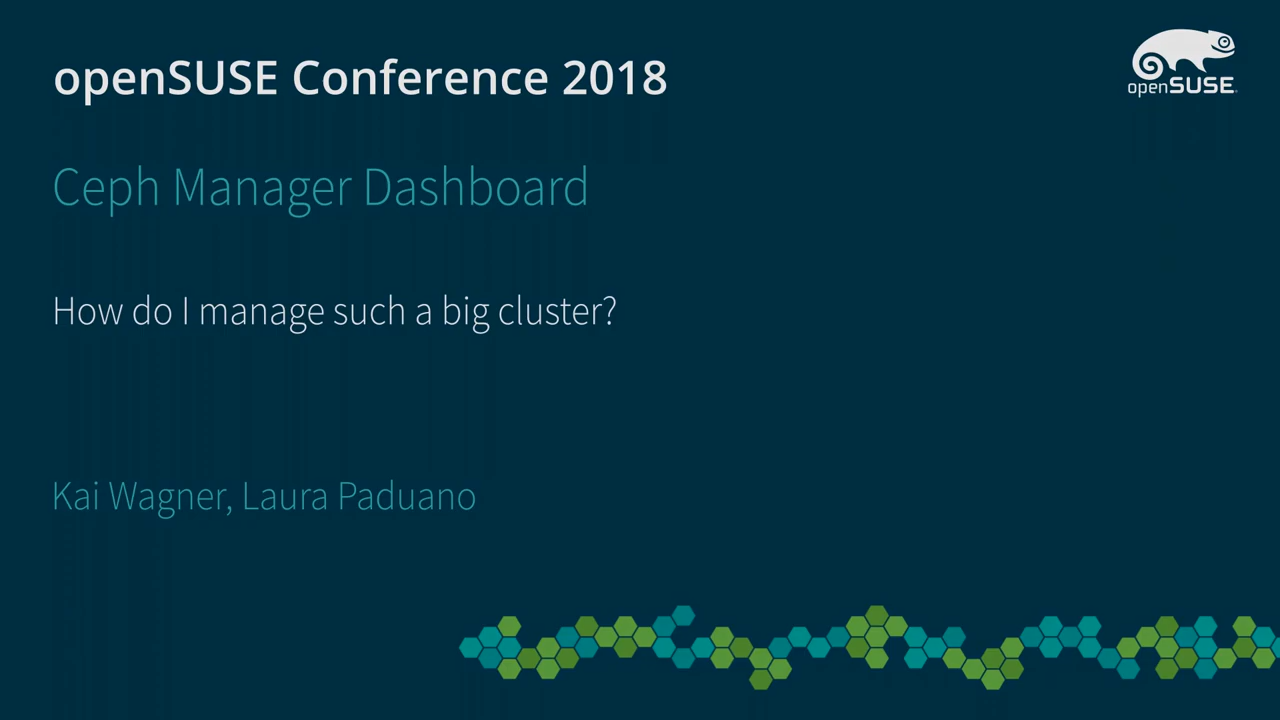 openSUSE Conference 2018
openSUSE
Ceph Manager Dashboard
How do I manage such a big cluster?
Kai Wagner, Laura Paduano